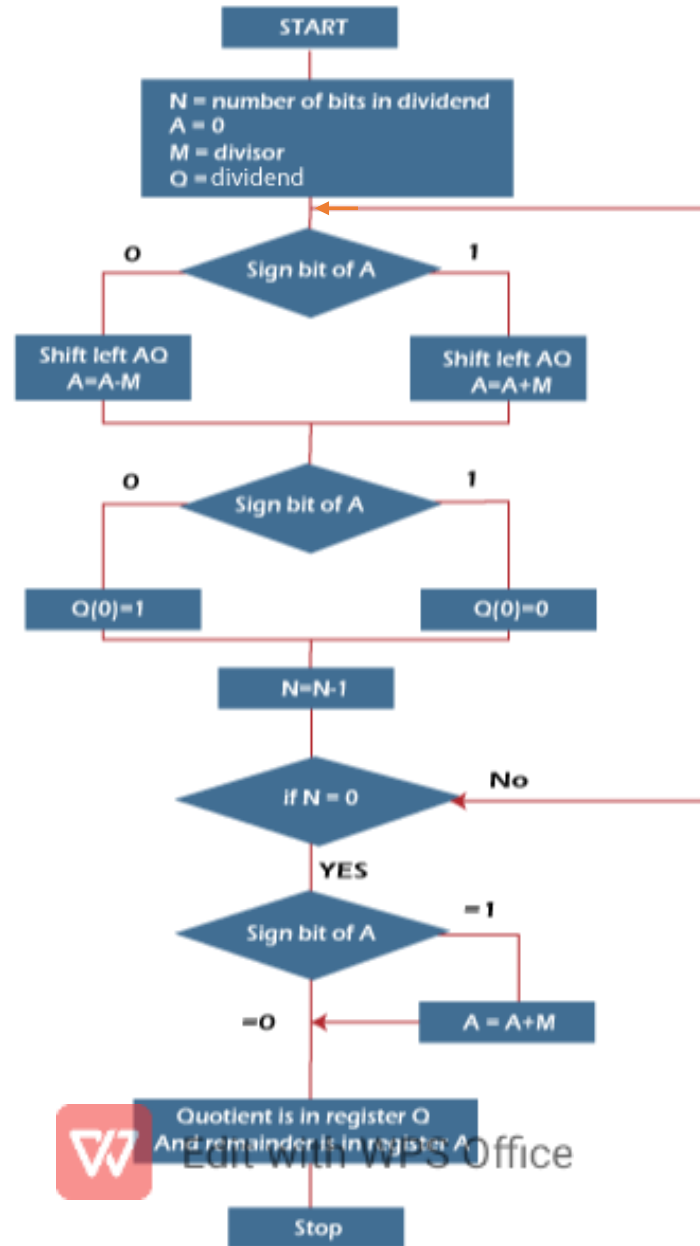 START
N = number of bits in dividend
A = 0
M = divisor
Q = dividend
0
Sign bit of A
1
Shift left AQ
A=A-M
Shift left AQ
A=A+M
0
Sign bit of A
1
Q(0)=1
Q(0)=0
N=N-1
if N = 0
No
YES
Sign bit of A
=1
=0
A = A+M
Quotient is in register Q
And remainder is in register A
Edit with WPS Office
Stop